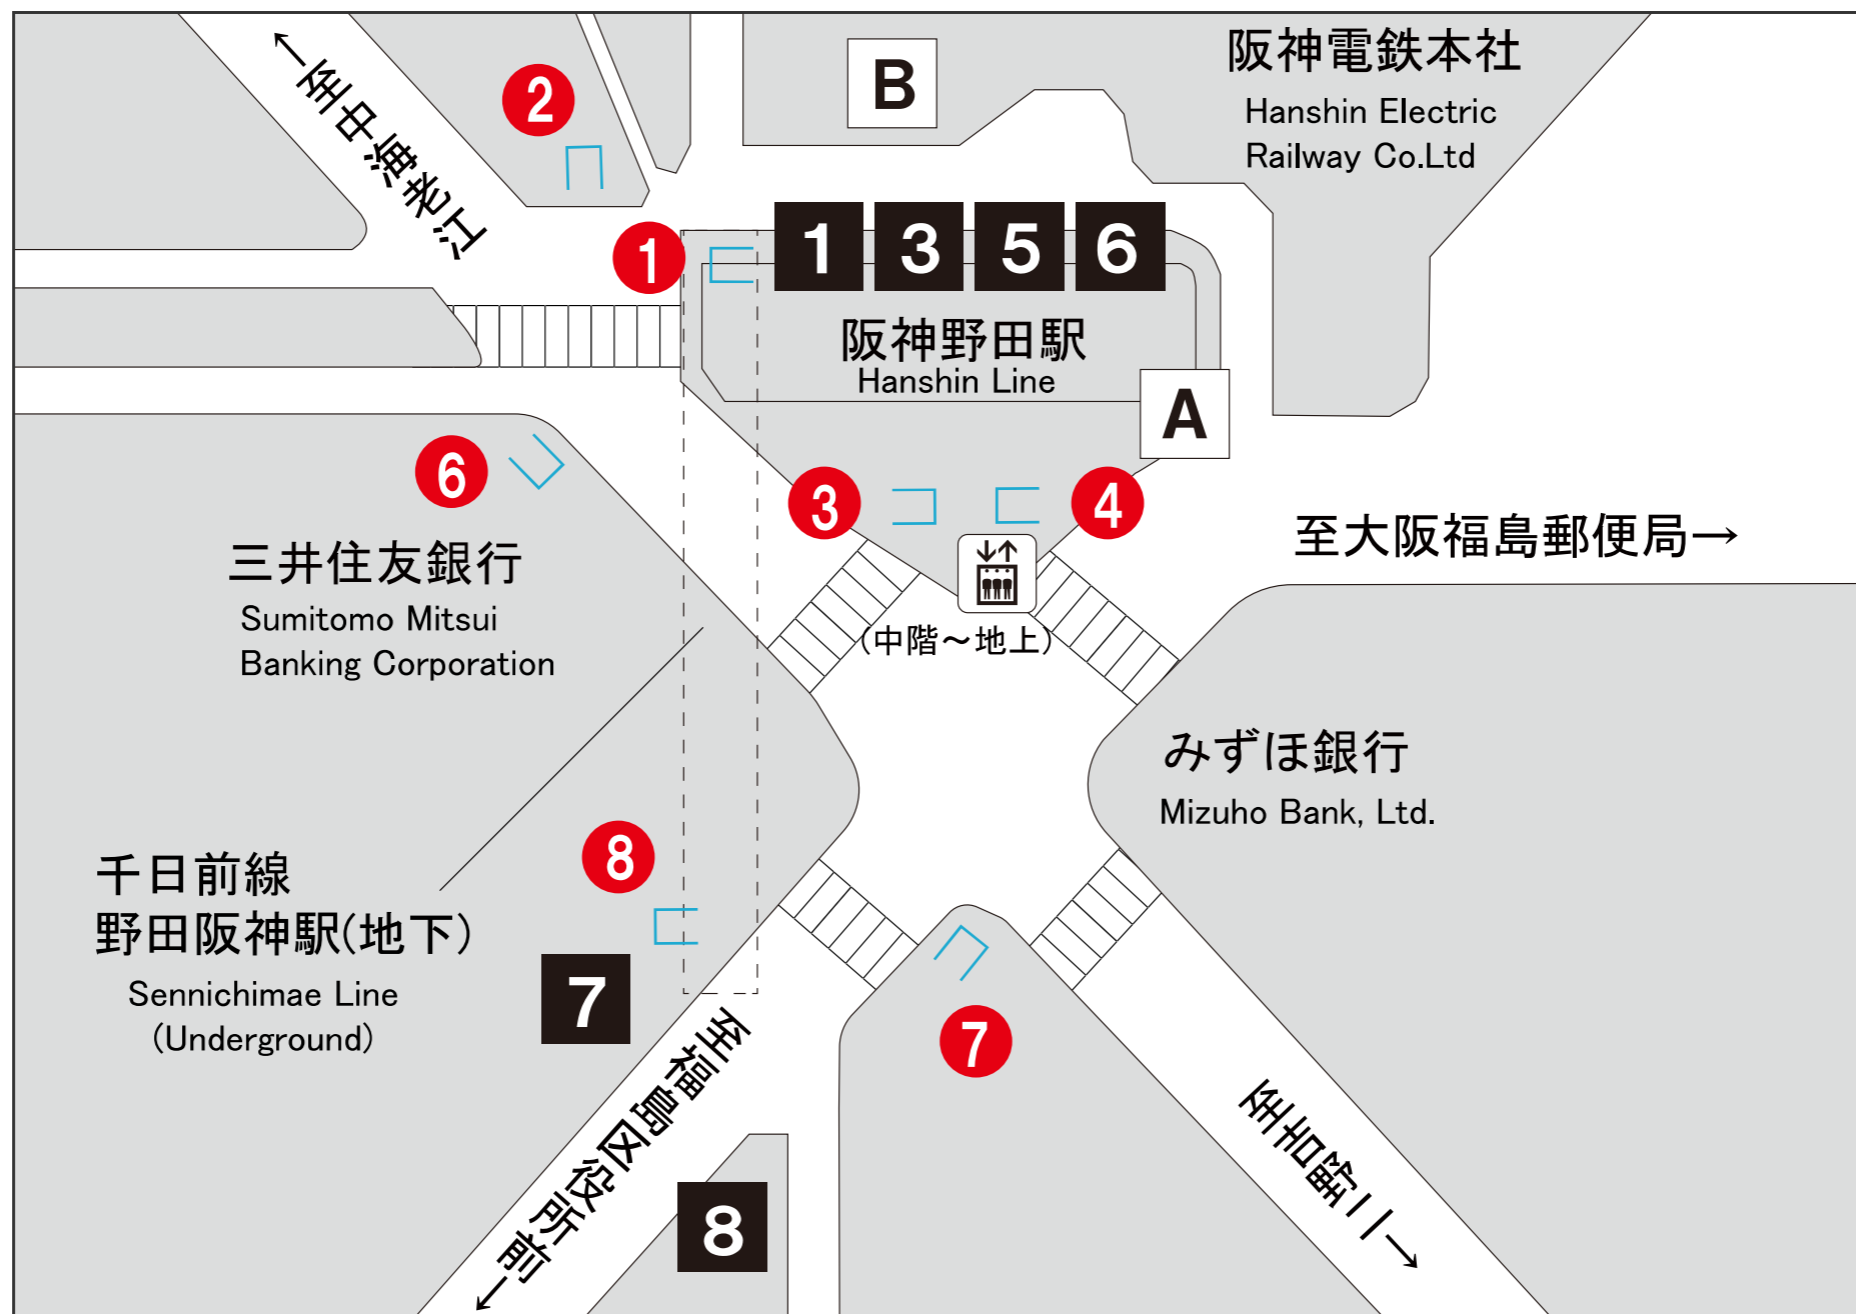 阪神電鉄本社
Hanshin Electric
Railway Co.Ltd
B
2
←至中海老江
1
1 3 5 6
阪神野田駅
Hanshin Line
A
6
3
4
三井住友銀行
Sumitomo Mitsui
Banking Corporation
(中階〜地上)
至大阪福島郵便局→
みずほ銀行
Mizuho Bank, Ltd.
8
千日前線
野田阪神駅(地下)
Sennichimae Line
(Underground)
7
7
至福島区役所前→
8
至吉野二→